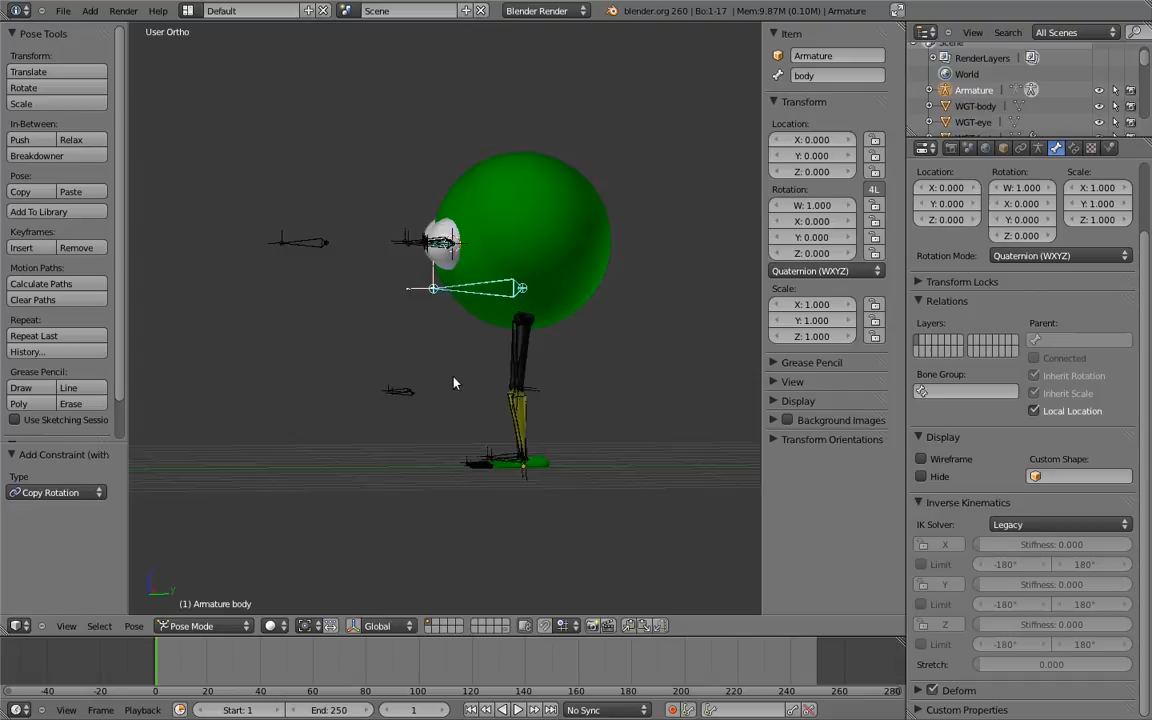 File Add Render Help Default Scene Blender Render blender.org 260 | Bo:1-17 | Mem:9.87M (0.10M) | Armature
Pose Tools
Transform:
Translate
Rotate
Scale
In-Between:
Push Relax
Breakdowner
Pose:
Copy Paste
Add To Library
Keyframes:
Insert Remove
Motion Paths:
Calculate Paths
Clear Paths
Repeat:
Repeat Last
History...
Grease Pencil:
Draw Line
Poly Erase
Use Sketching Sessio
Add Constraint (with
Type
Copy Rotation
User Ortho
(1) Armature body
View Select Pose Pose Mode Global
Item
Armature
body
Transform
Location:
X: 0.000
Y: 0.000
Z: 0.000
Rotation:
4L
W: 1.000
X: 0.000
Y: 0.000
Z: 0.000
Quaternion (WXYZ)
Scale:
X: 1.000
Y: 1.000
Z: 1.000
Grease Pencil
View
Display
Background Images
Transform Orientations
View Search All Scenes
Scene
RenderLayers
World
Armature
WGT-body
WGT-eye
Location: Rotation: Scale:
X: 0.000 W: 1.000 X: 1.000
Y: 0.000 X: 0.000 Y: 1.000
Z: 0.000 Y: 0.000 Z: 1.000
Z: 0.000
Rotation Mode: Quaternion (WXYZ)
Transform Locks
Relations
Layers: Parent:
Connected
Bone Group: Inherit Rotation
Inherit Scale
Local Location
Display
Wireframe Custom Shape:
Hide
Inverse Kinematics
IK Solver: Legacy
X Stiffness: 0.000
Limit -180° 180°
Y Stiffness: 0.000
Limit -180° 180°
Z Stiffness: 0.000
Limit -180° 180°
Stretch: 0.000
Deform
Custom Properties
-40 -20 0 20 40 60 80 100 120 140 160 180 200 220 240 260 280
View Frame Playback Start: 1 End: 250 1 No Sync